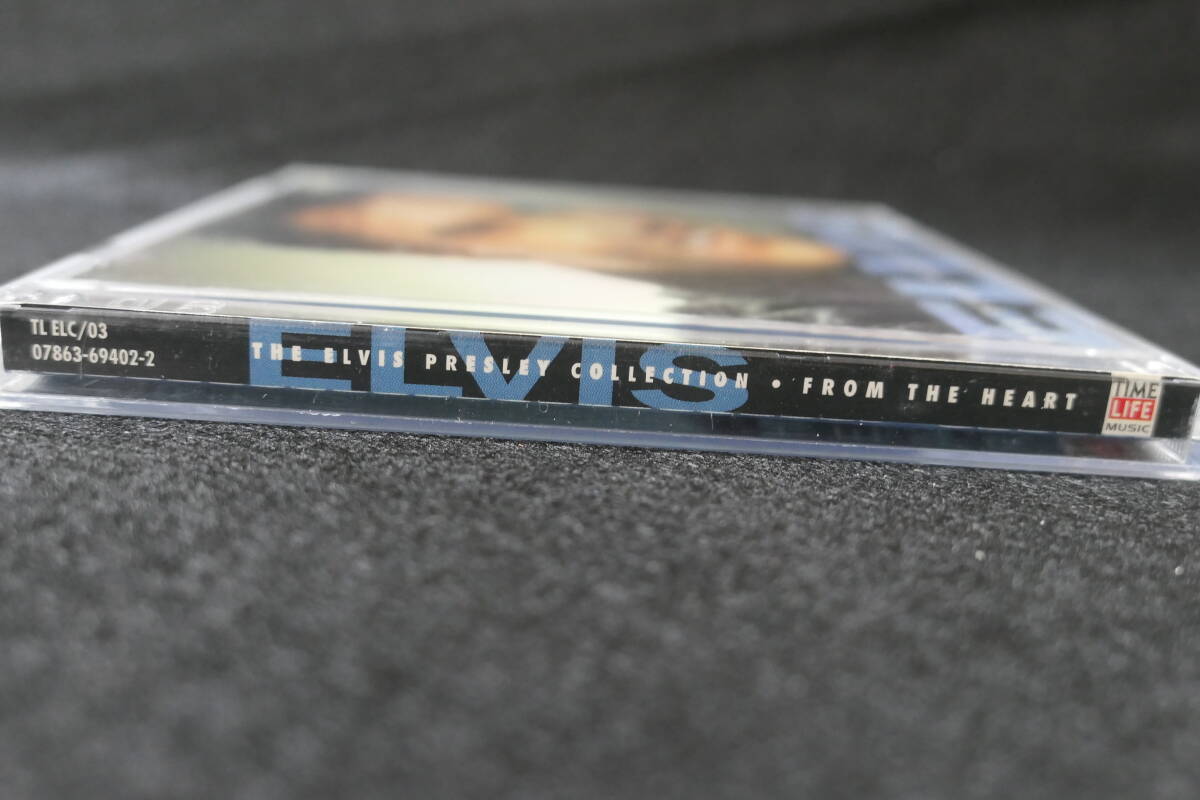 TL ELC/03
07863-69402-2
ELVIS
THE ELVIS PRESLEY COLLECTION • FROM THE HEART
TIME
LIFE
MUSIC